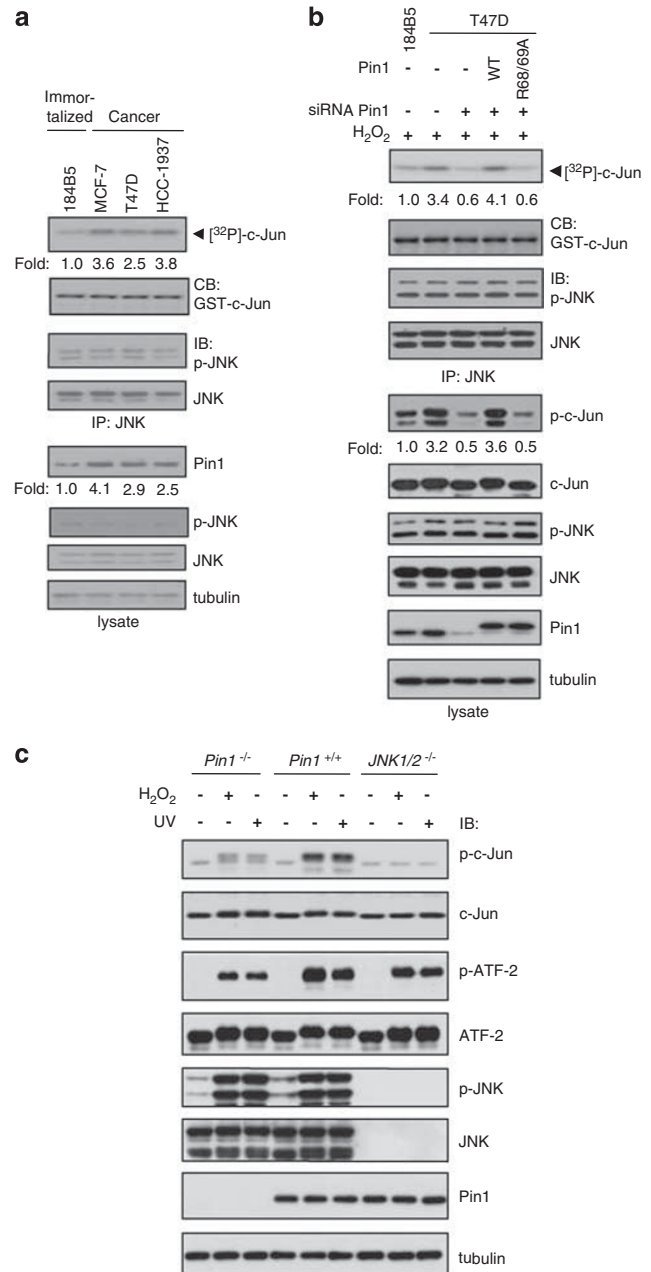 a
Immor-
talized
Cancer
184B5
MCF-7
T47D
HCC-1937
[³²P]-c-Jun
Fold: 1.0 3.6 2.5 3.8
CB:
GST-c-Jun
IB:
p-JNK
JNK
IP: JNK
Pin1
Fold: 1.0 4.1 2.9 2.5
p-JNK
JNK
tubulin
lysate
b
184B5
T47D
Pin1 - - - WT R68/69A
siRNA Pin1 - - + + +
H₂O₂ + + + + +
[³²P]-c-Jun
Fold: 1.0 3.4 0.6 4.1 0.6
CB:
GST-c-Jun
IB:
p-JNK
JNK
IP: JNK
p-c-Jun
Fold: 1.0 3.2 0.5 3.6 0.5
c-Jun
p-JNK
JNK
Pin1
tubulin
lysate
c
Pin1 -/- Pin1 +/+ JNK1/2 -/-
H₂O₂ - + - - + - - + -
UV - - + - - + - - + IB:
p-c-Jun
c-Jun
p-ATF-2
ATF-2
p-JNK
JNK
Pin1
tubulin